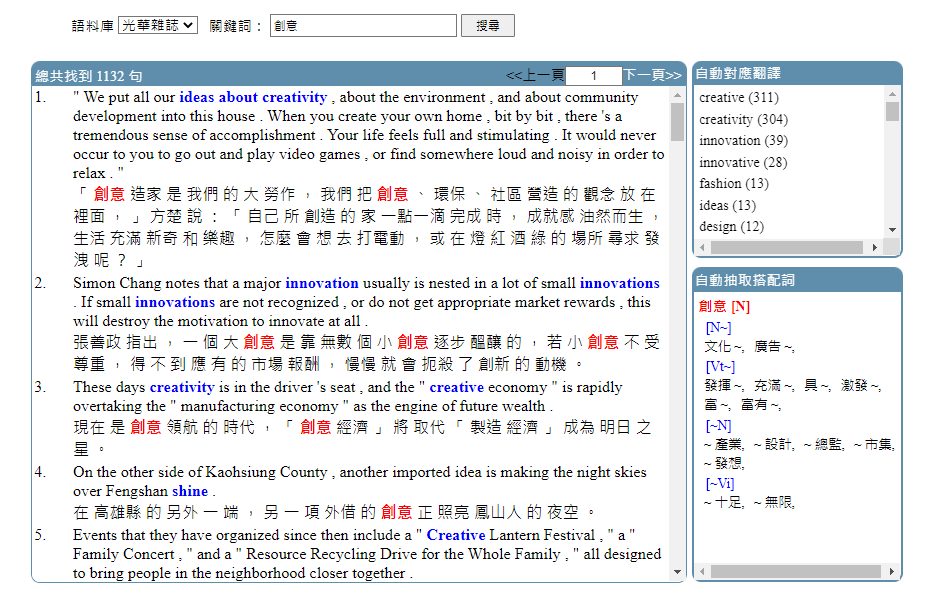 語料庫 光華雜誌 關鍵詞： 創意 搜尋
總共找到 1132 句 <<上一頁 1 下一頁>>
1. " We put all our ideas about creativity , about the environment , and about community
development into this house . When you create your own home , bit by bit , there 's a
tremendous sense of accomplishment . Your life feels full and stimulating . It would never
occur to you to go out and play video games , or find somewhere loud and noisy in order to
relax . "
「 創意 造家 是 我們 的 大 勞作 ， 我們 把 創意 、 環保 、 社區 營造 的 觀念 放 在
裡面 ， 」 方楚 說 ： 「 自己 所 創造 的 家 一點一滴 完成 時 ， 成就感 油然而生 ，
生活 充滿 新奇 和 樂趣 ， 怎麼 會 想 去 打電動 ， 或 在 燈 紅 酒 綠 的 場所 尋求 發
洩 呢 ？ 」
2. Simon Chang notes that a major innovation usually is nested in a lot of small innovations
. If small innovations are not recognized , or do not get appropriate market rewards , this
will destroy the motivation to innovate at all .
張善政 指出 ， 一 個 大 創意 是 靠 無數 個 小 創意 逐步 醞釀 的 ， 若 小 創意 不 受
尊重 ， 得 不 到 應 有 的 市場 報酬 ， 慢慢 就 會 扼殺 了 創新 的 動機 。
3. These days creativity is in the driver 's seat , and the " creative economy " is rapidly
overtaking the " manufacturing economy " as the engine of future wealth .
現在 是 創意 領航 的 時代 ， 「 創意 經濟 」 將 取代 「 製造 經濟 」 成為 明日 之
星 。
4. On the other side of Kaohsiung County , another imported idea is making the night skies
over Fengshan shine .
在 高雄縣 的 另外 一 端 ， 另 一 項 外借 的 創意 正 照亮 鳳山人 的 夜空 。
5. Events that they have organized since then include a " Creative Lantern Festival , " a "
Family Concert , " and a " Resource Recycling Drive for the Whole Family , " all designed
to bring people in the neighborhood closer together .
自動對應翻譯
creative (311)
creativity (304)
innovation (39)
innovative (28)
fashion (13)
ideas (13)
design (12)
自動抽取搭配詞
創意 [N]
[N~]
文化 ~, 廣告 ~,
[Vt~]
發揮 ~, 充滿 ~, 具 ~, 激發 ~,
富 ~, 富有 ~,
[~N]
~ 產業, ~ 設計, ~ 總監, ~ 市集,
~ 發想,
[~Vi]
~ 十足, ~ 無限,